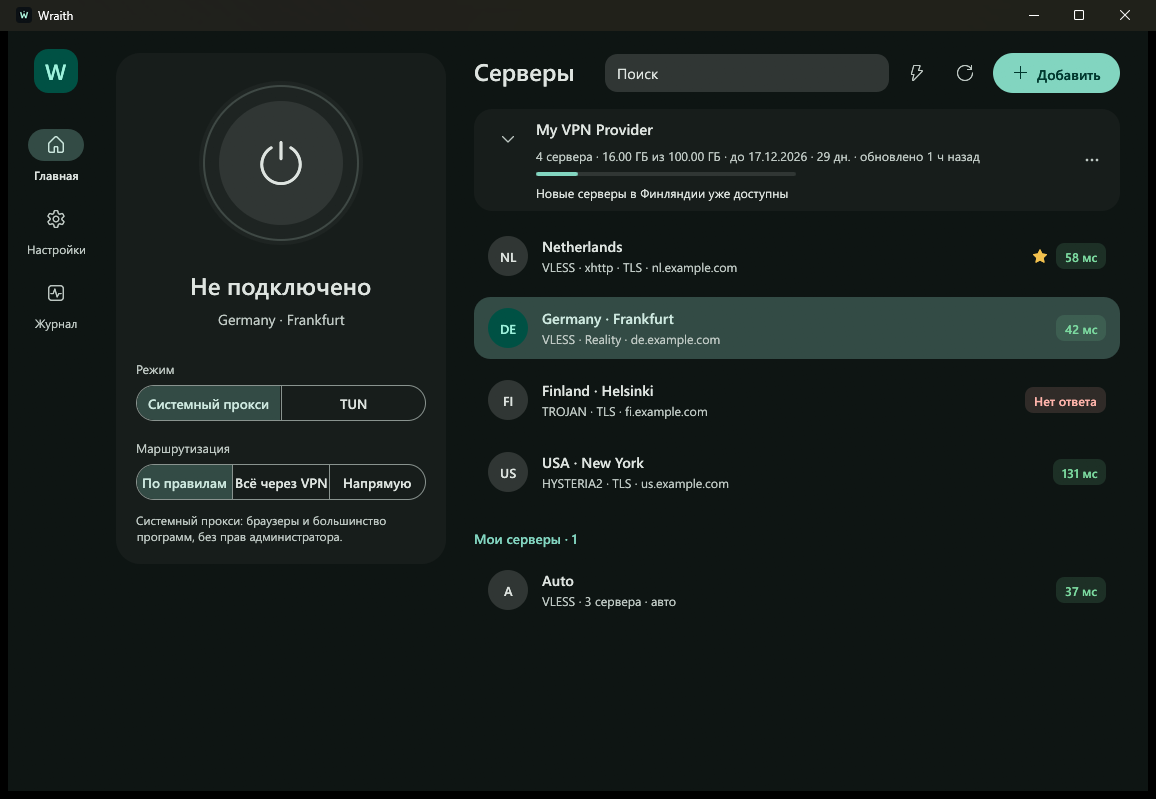 W Wraith
W
Главная
Настройки
Журнал
Не подключено
Germany · Frankfurt
Режим
Системный прокси TUN
Маршрутизация
По правилам Всё через VPN Напрямую
Системный прокси: браузеры и большинство
программ, без прав администратора.
Серверы Поиск + Добавить
My VPN Provider
4 сервера · 16.00 ГБ из 100.00 ГБ · до 17.12.2026 · 29 дн. · обновлено 1 ч назад
Новые серверы в Финляндии уже доступны
NL Netherlands 58 мс
VLESS · xhttp · TLS · nl.example.com
DE Germany · Frankfurt 42 мс
VLESS · Reality · de.example.com
FI Finland · Helsinki Нет ответа
TROJAN · TLS · fi.example.com
US USA · New York 131 мс
HYSTERIA2 · TLS · us.example.com
Мои серверы · 1
A Auto 37 мс
VLESS · 3 сервера · авто